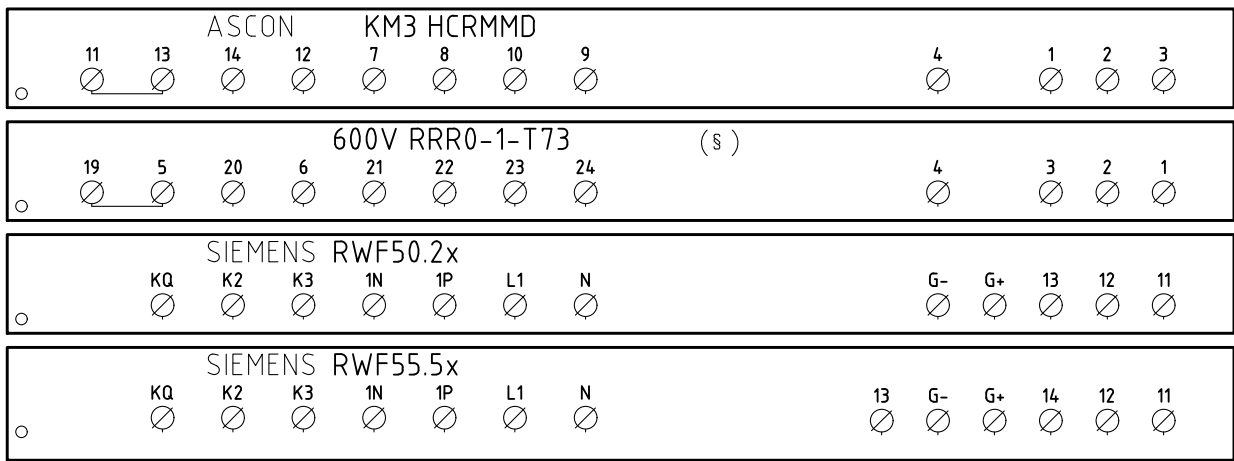 ASCON KM3 HCRMMD
11 13 14 12 7 8 10 9 4 1 2 3
600V RRR0-1-T73 (§)
19 5 20 6 21 22 23 24 4 3 2 1
SIEMENS RWF50.2x
KQ K2 K3 1N 1P L1 N G- G+ 13 12 11
SIEMENS RWF55.5x
KQ K2 K3 1N 1P L1 N 13 G- G+ 14 12 11